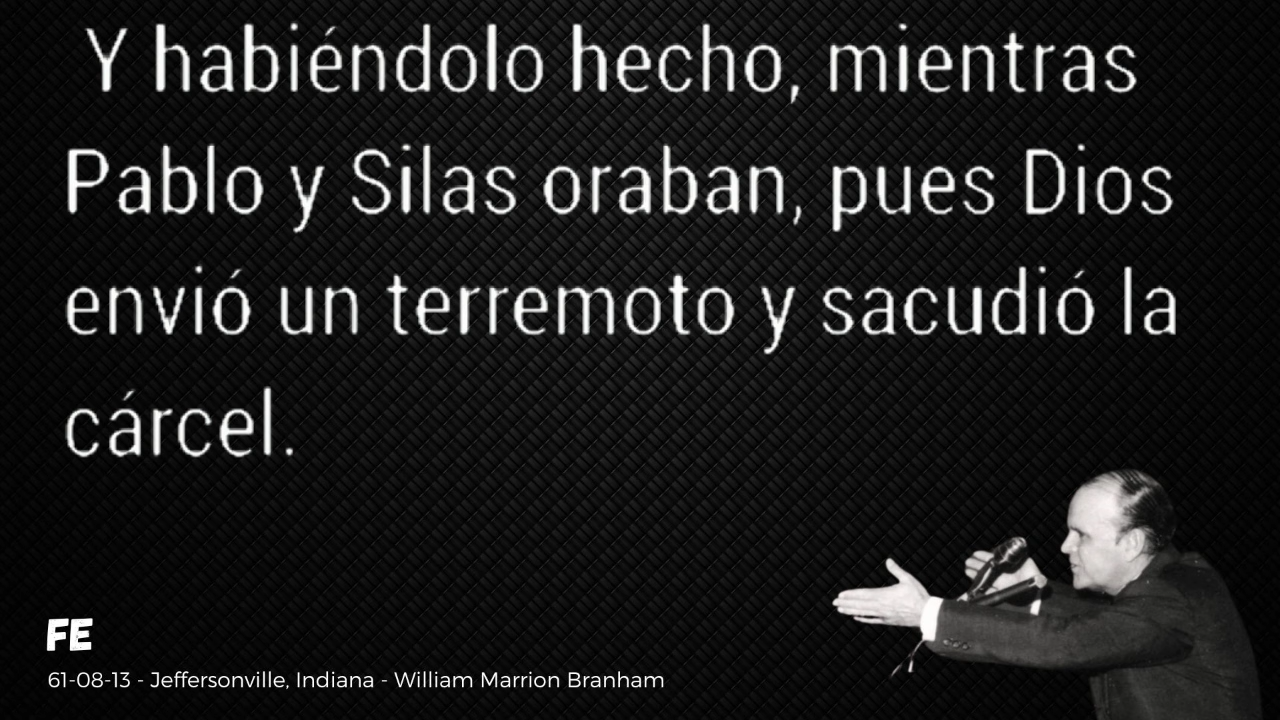 Y habiéndolo hecho, mientras
Pablo y Silas oraban, pues Dios
envió un terremoto y sacudió la
cárcel.
FE
61-08-13 - Jeffersonville, Indiana - William Marrion Branham